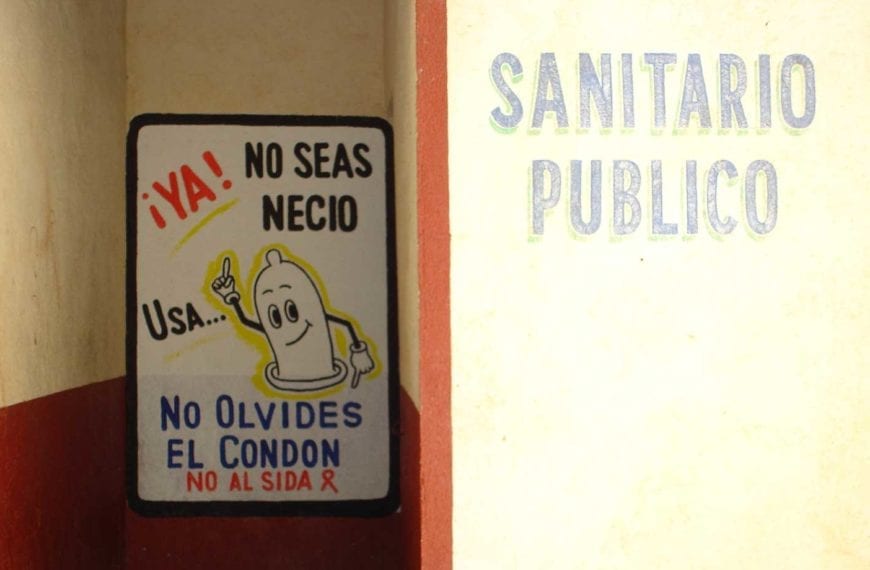 ¡YA! NO SEAS
NECIO
USA...
NO OLVIDES
EL CONDON
NO AL SIDA
SANITARIO
PUBLICO